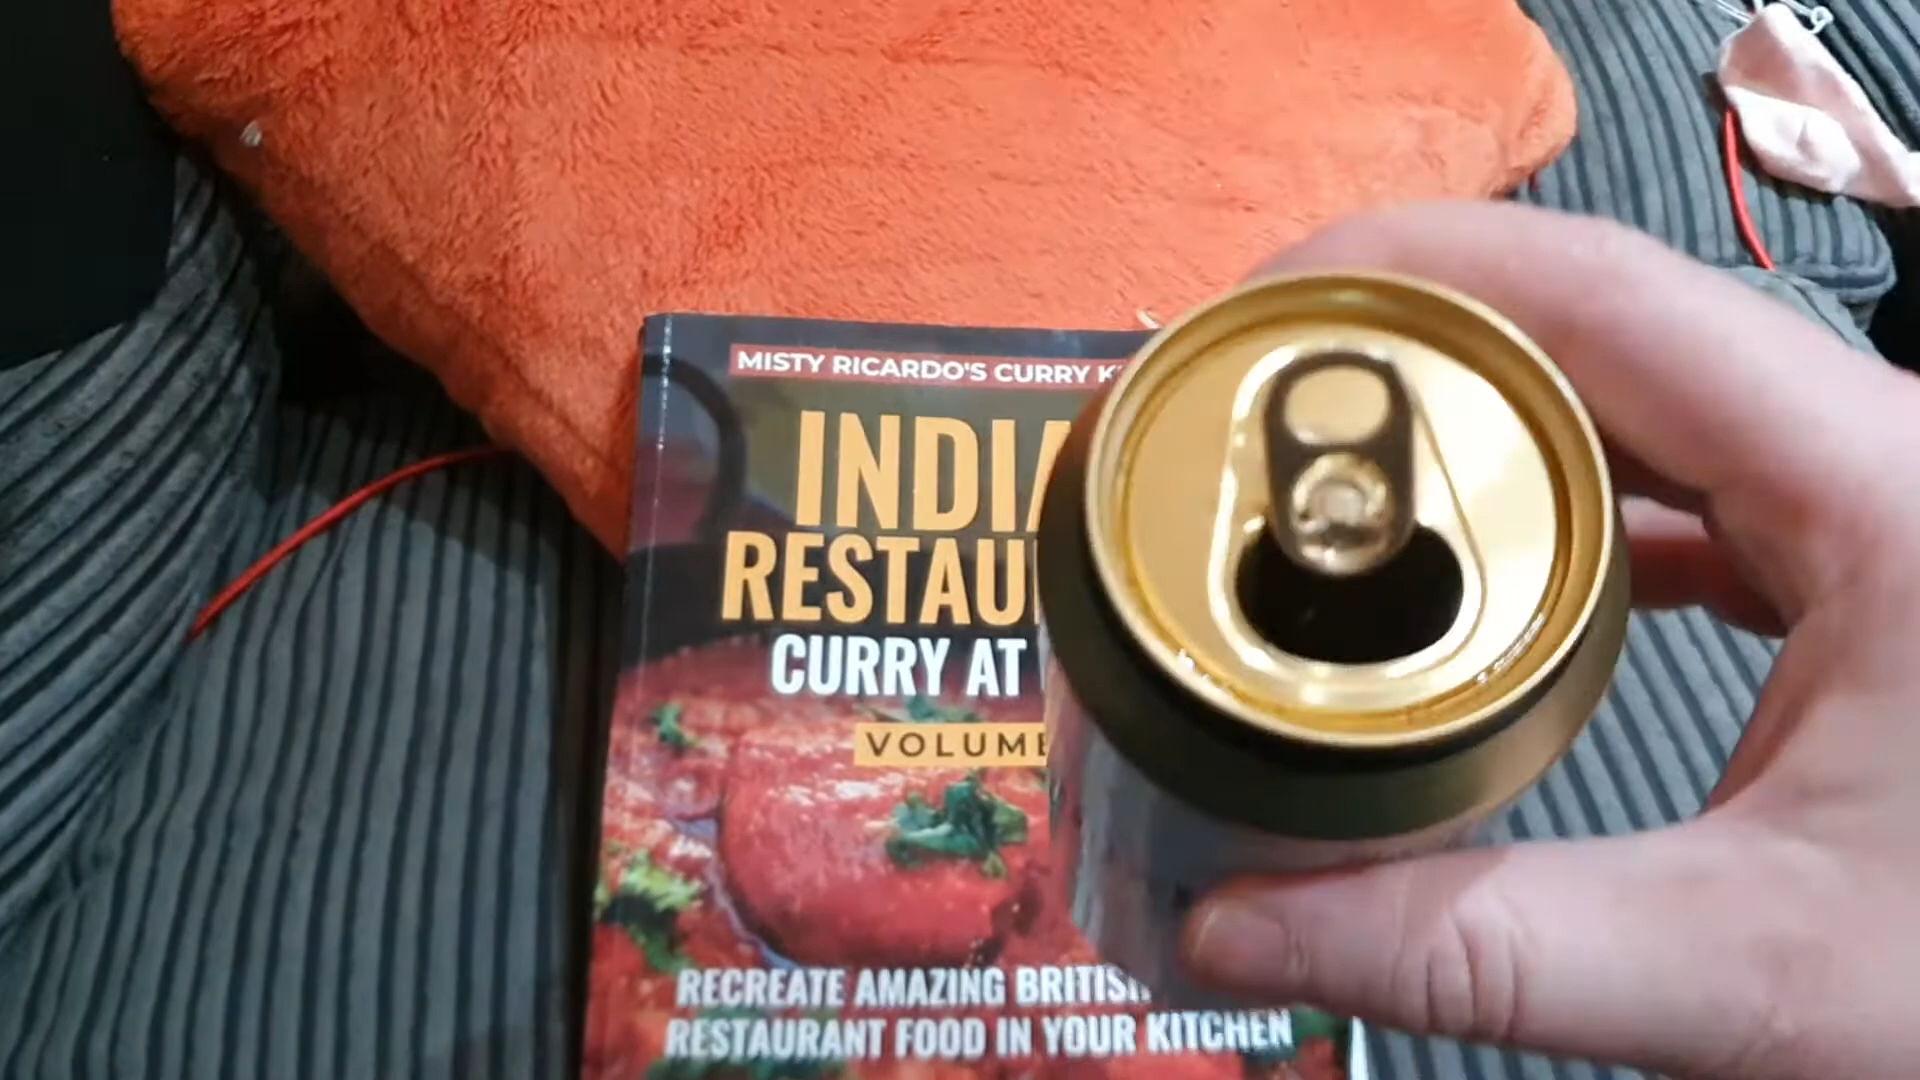 MISTY RICARDO'S CURRY
INDIA
RESTAU
CURRY AT
VOLUME
RECREATE AMAZING BRITISH
RESTAURANT FOOD IN YOUR KITCHEN